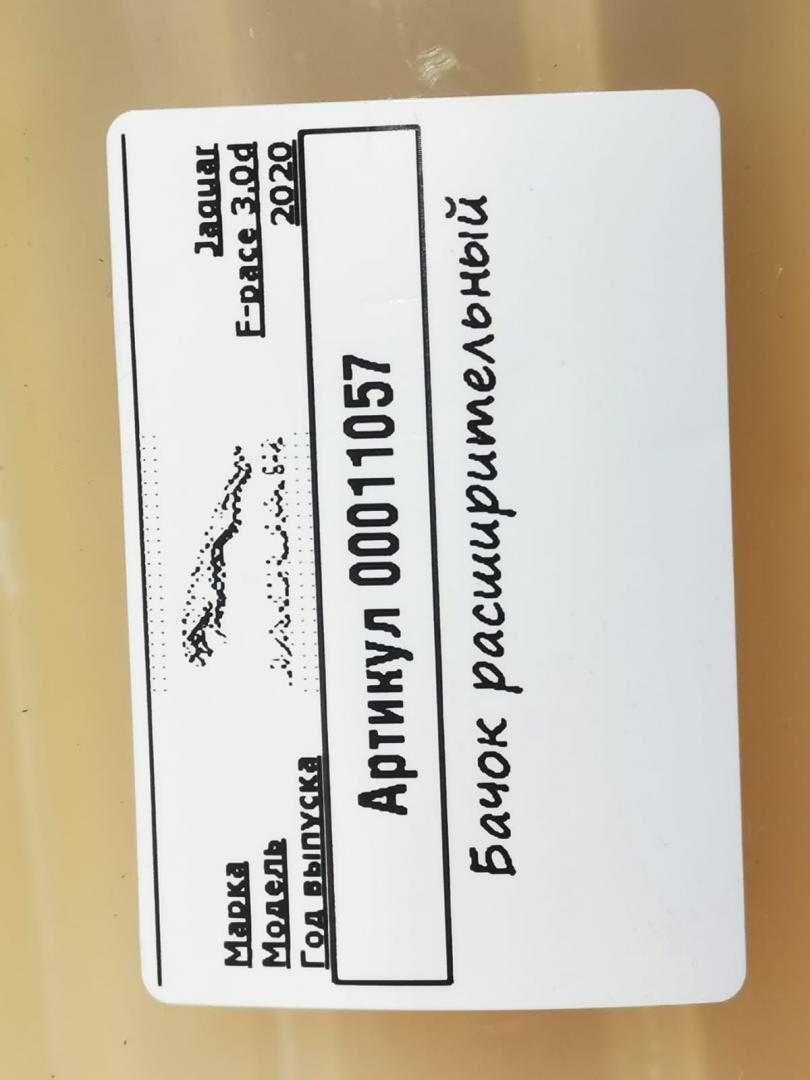 Марка Jaguar
Модель F-pace 3.0d
Год выпуска 2020
Артикул 00011057
Бачок расширительный